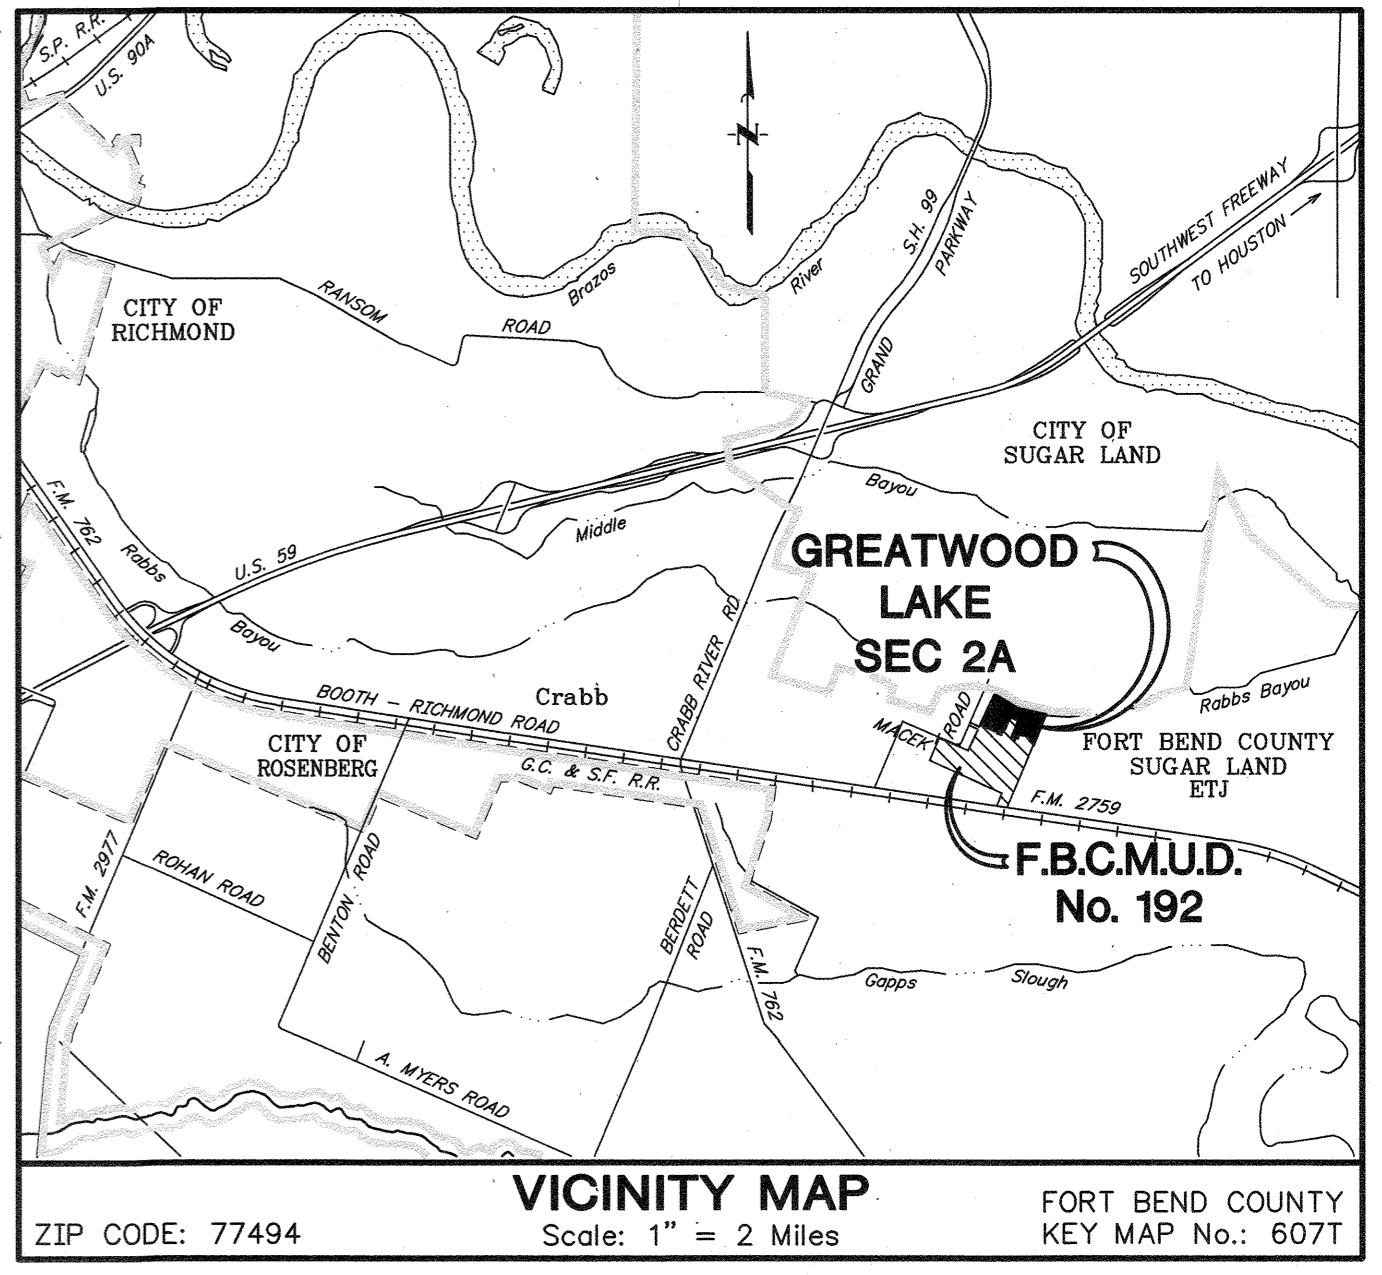 S.P. R.R.
U.S. 90A
N
S.H. 99
GRAND PARKWAY
SOUTHWEST FREEWAY
TO HOUSTON
Brazos River
RANSOM ROAD
CITY OF
RICHMOND
CITY OF
SUGAR LAND
F.M. 762
Rabbs Bayou
U.S. 59
Middle Bayou
GREATWOOD
LAKE
SEC 2A
CRABB RIVER RD
BOOTH - RICHMOND ROAD
Crabb
MACEK ROAD
Rabbs Bayou
CITY OF
ROSENBERG
G.C. & S.F. R.R.
FORT BEND COUNTY
SUGAR LAND
ETJ
F.M. 2759
F.B.C.M.U.D.
No. 192
F.M. 2977
ROHAN ROAD
BENTON ROAD
BERDETT
ROAD
F.M. 762
Gapps Slough
A. MYERS ROAD
VICINITY MAP
Scale: 1" = 2 Miles
ZIP CODE: 77494
FORT BEND COUNTY
KEY MAP No.: 607T